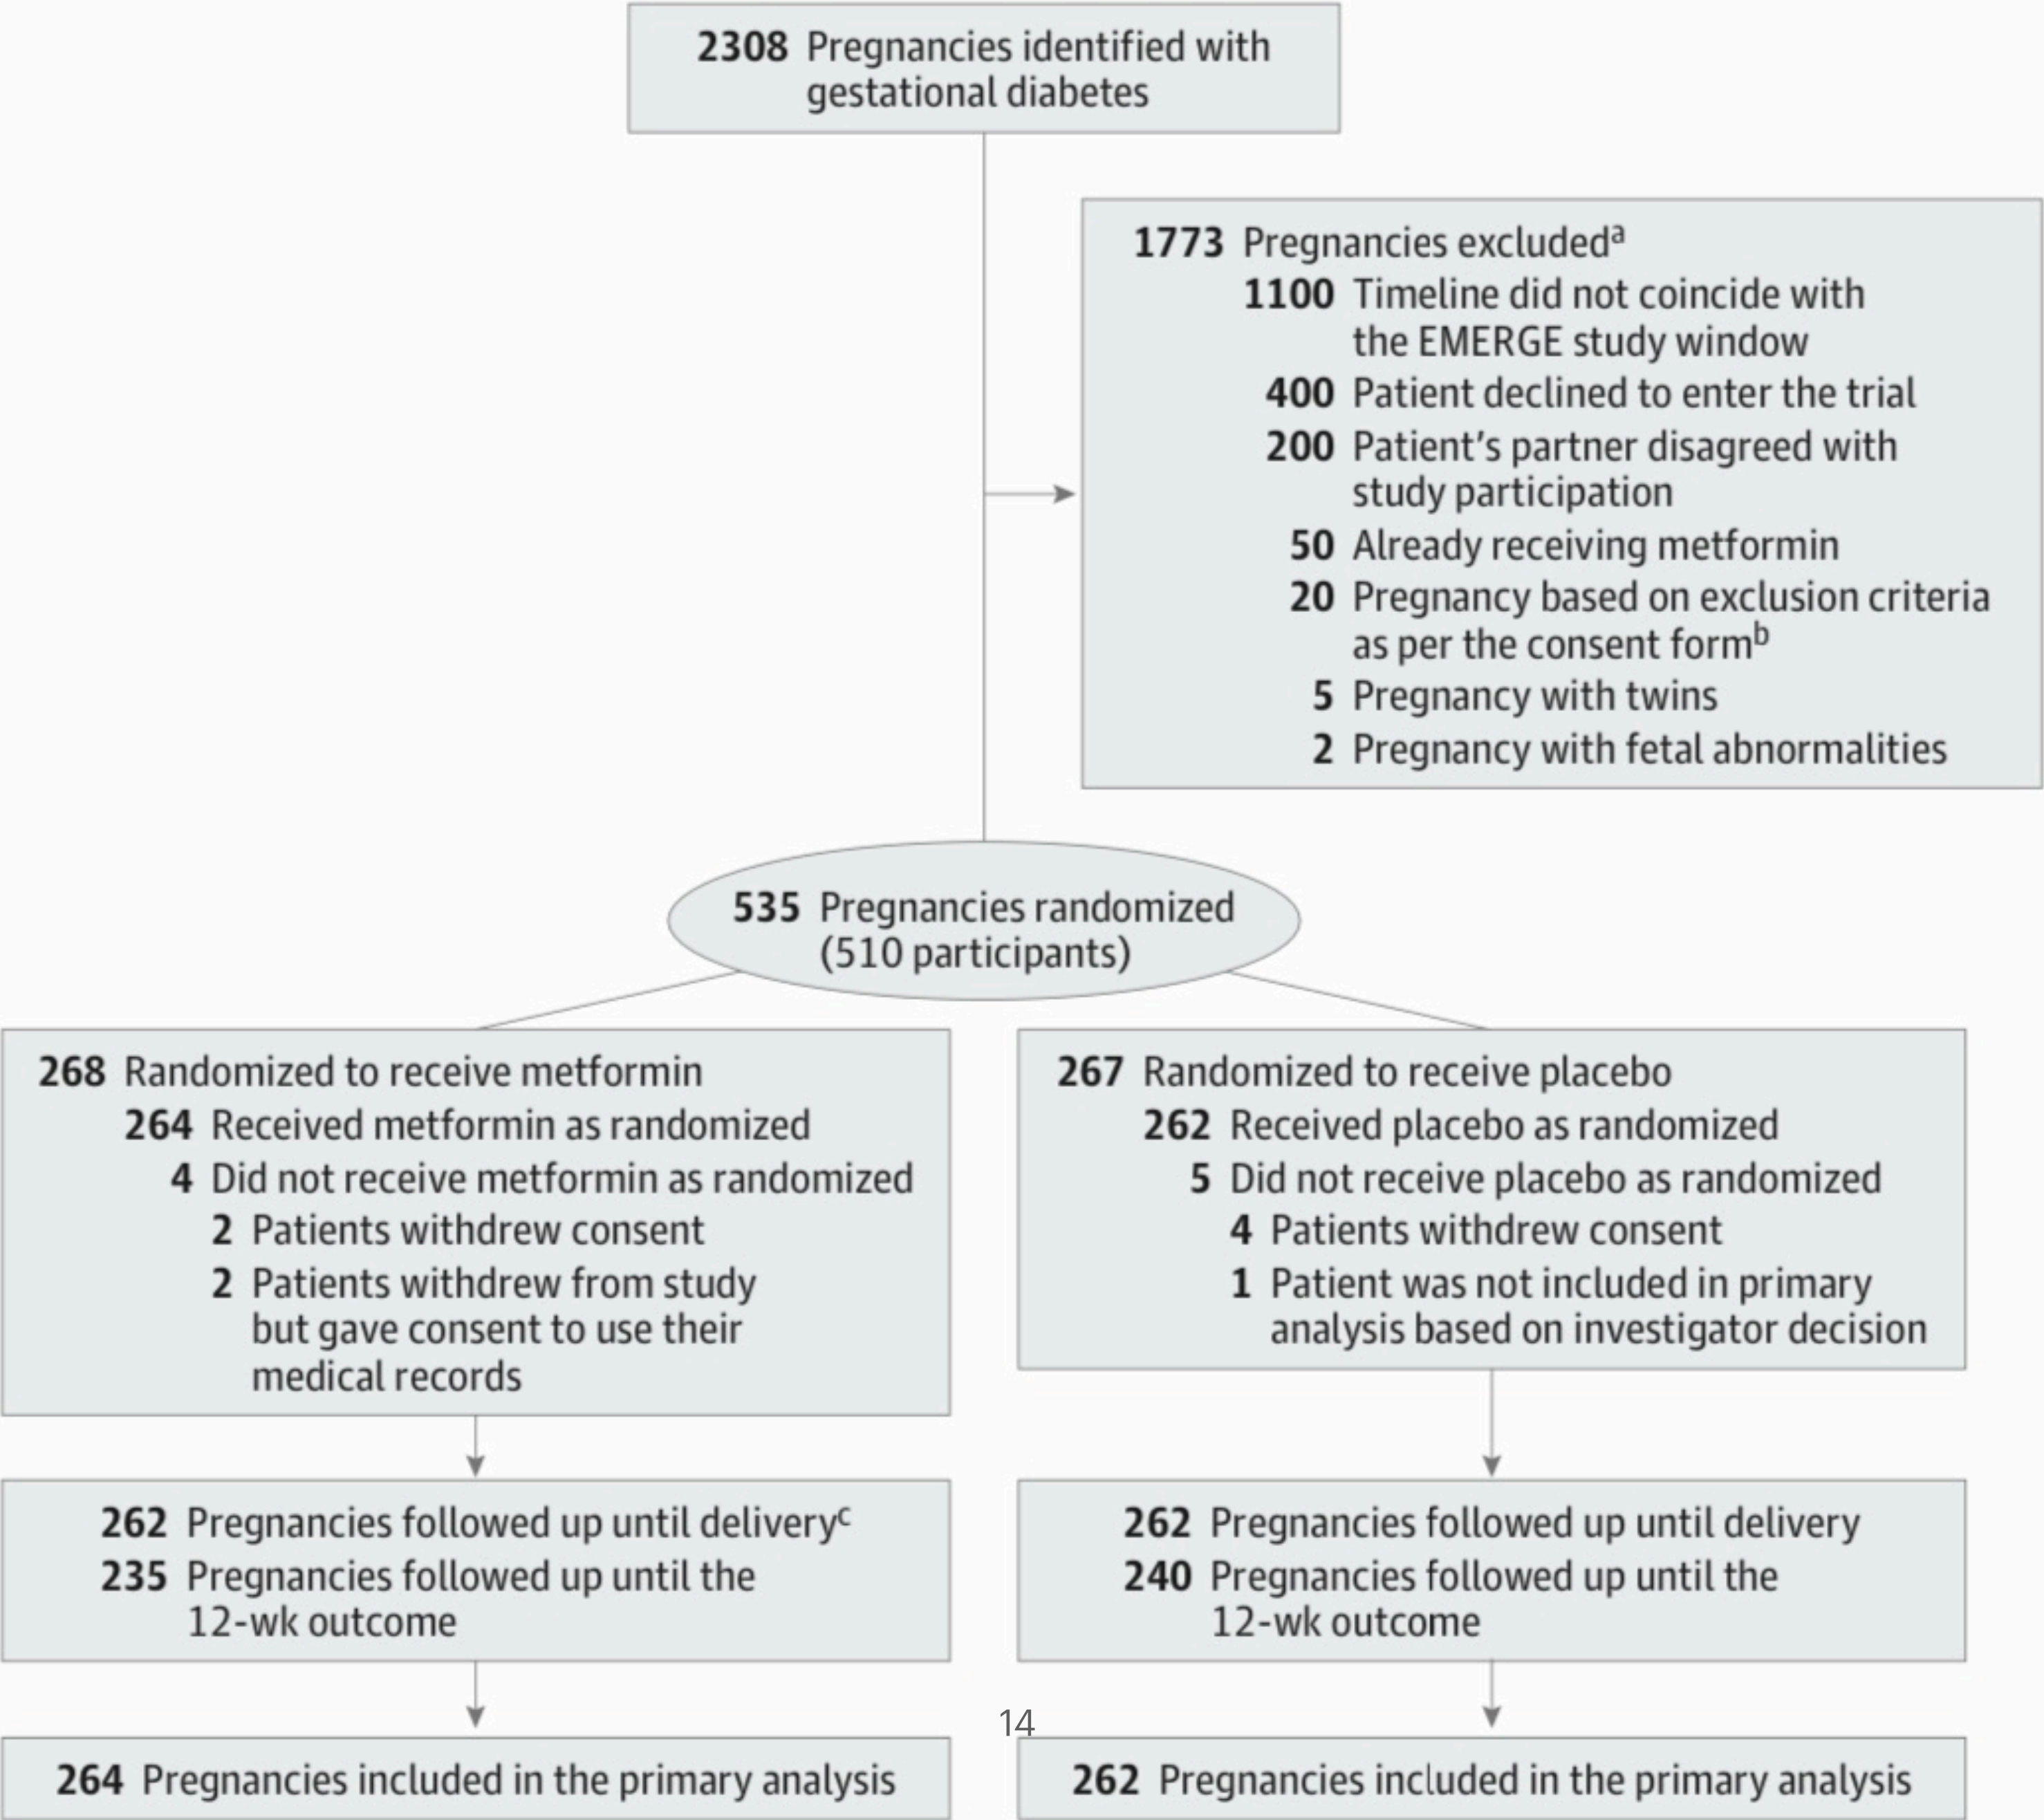 2308 Pregnancies identified with
gestational diabetes
1773 Pregnancies excludedᵃ
1100 Timeline did not coincide with
the EMERGE study window
400 Patient declined to enter the trial
200 Patient’s partner disagreed with
study participation
50 Already receiving metformin
20 Pregnancy based on exclusion criteria
as per the consent formᵇ
5 Pregnancy with twins
2 Pregnancy with fetal abnormalities
535 Pregnancies randomized
(510 participants)
268 Randomized to receive metformin
264 Received metformin as randomized
4 Did not receive metformin as randomized
2 Patients withdrew consent
2 Patients withdrew from study
but gave consent to use their
medical records
267 Randomized to receive placebo
262 Received placebo as randomized
5 Did not receive placebo as randomized
4 Patients withdrew consent
1 Patient was not included in primary
analysis based on investigator decision
262 Pregnancies followed up until deliveryᶜ
235 Pregnancies followed up until the
12-wk outcome
262 Pregnancies followed up until delivery
240 Pregnancies followed up until the
12-wk outcome
14
264 Pregnancies included in the primary analysis
262 Pregnancies included in the primary analysis